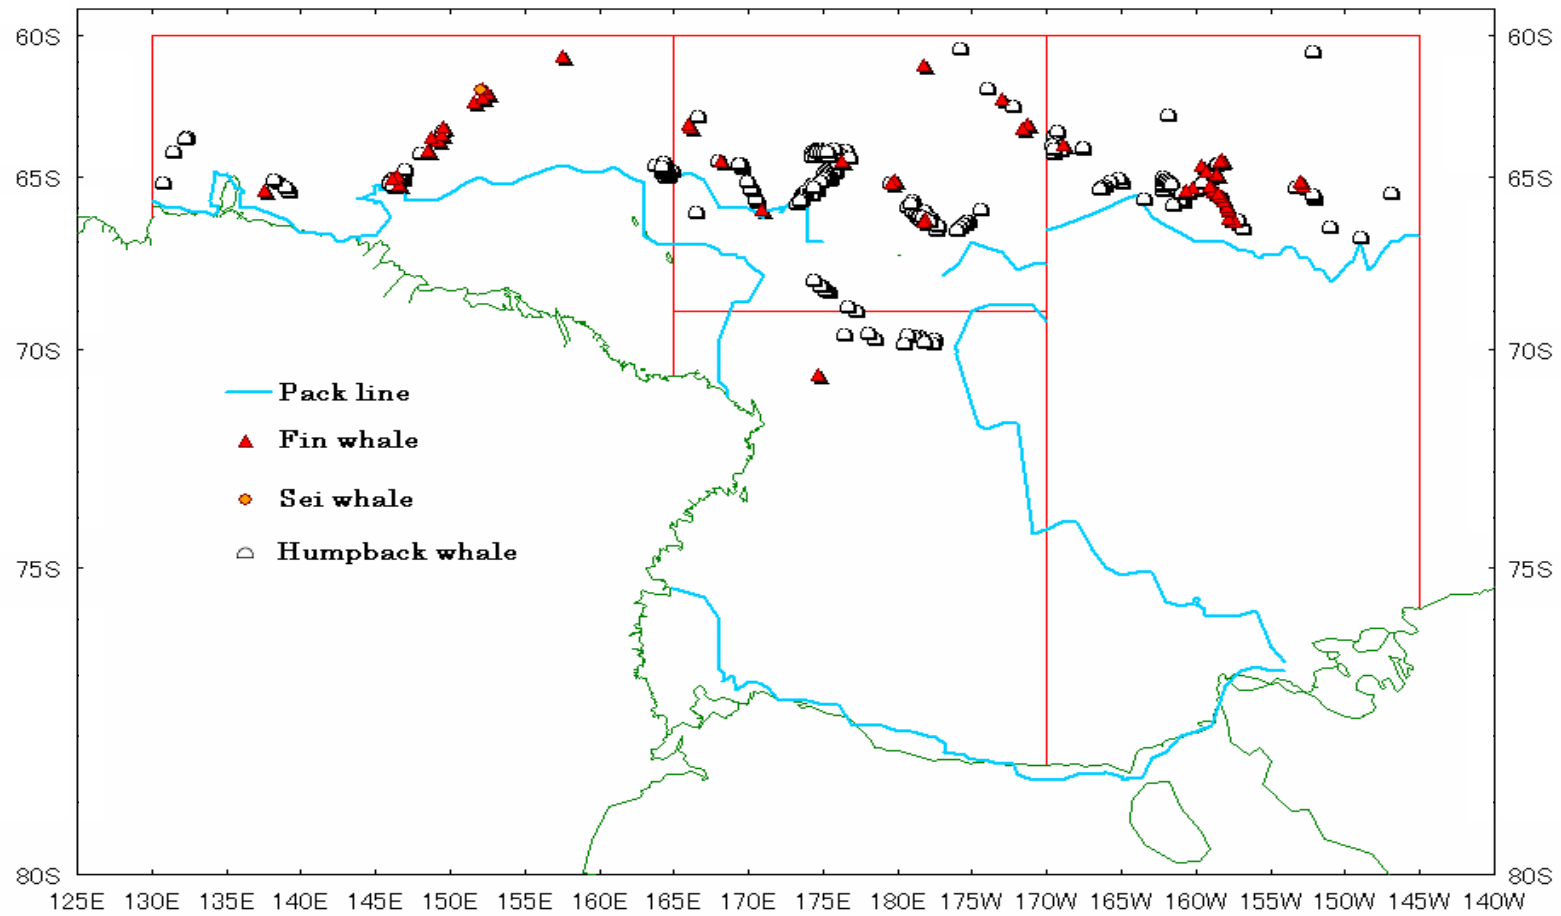 60S 60S
65S 65S
70S 70S
Pack line
Fin whale
Sei whale
Humpback whale
75S 75S
80S 80S
125E 130E 135E 140E 145E 150E 155E 160E 165E 170E 175E 180E 175W 170W 165W 160W 155W 150W 145W 140W